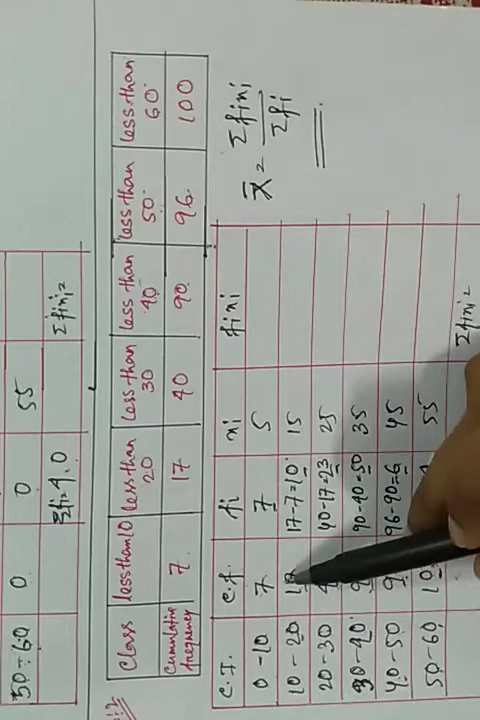 50-60 0 0 55
Σfi=40 Σfixi=
Class less than 10 less than 20 less than 30 less than 40 less than 50 less than 60
Cumulative frequency 7 17 40 90 96 100
C.I. C.f. fi xi fixi
0-10 7 7 5
10-20 17-7=10 15
20-30 40-17=23 25
30-40 90-40=50 35
40-50 9 96-90=6 45
50-60 10 55
Σfixi=
x̄ = Σfixi
Σfi